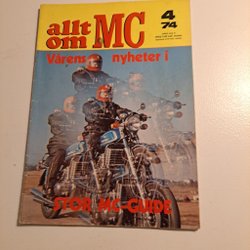 allt om MC
4
74
Vårens nyheter i
STOR MC-GUIDE